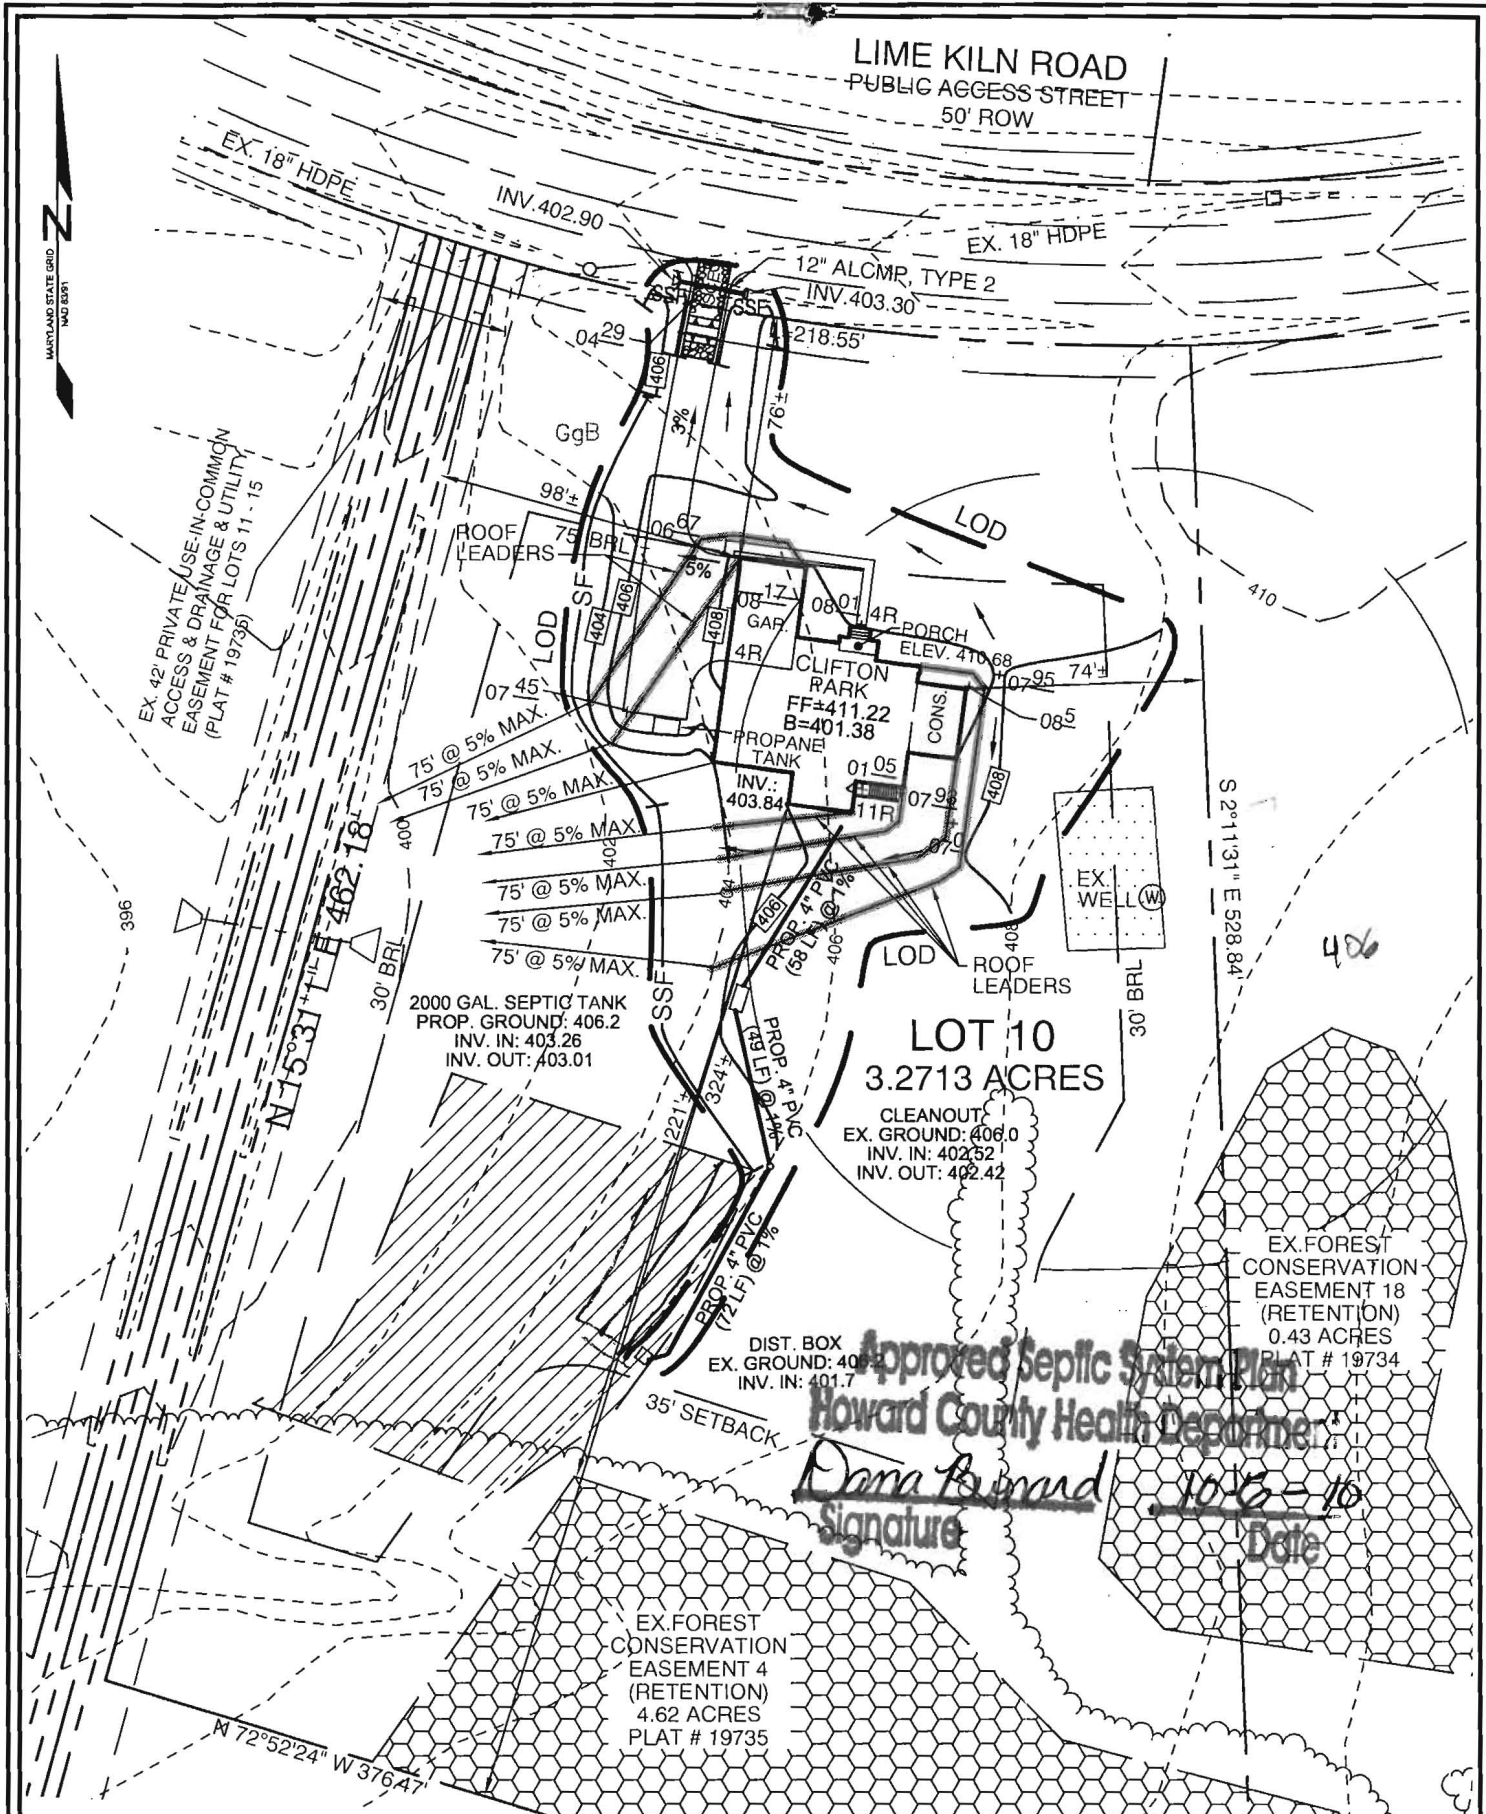 LIME KILN ROAD
PUBLIC ACCESS STREET
50' ROW
EX. 18" HDPE
INV.402.90
EX. 18" HDPE
12" ALCMP, TYPE 2
INV.403.30
SSF
218.55'
MARYLAND STATE GRID
NAD 83/91
N
04 29
406
3%
76'±
GgB
98'±
EX. 42' PRIVATE USE-IN-COMMON
ACCESS & DRAINAGE & UTILITY
EASEMENT FOR LOTS 11 - 15
(PLAT # 19735)
ROOF
LEADERS
75' BRL
06 67
5%
LOD
SF
LOD
404
406
408
08 17
GAR.
08 01
4R
4R
PORCH
ELEV. 410.68
410
CLIFTON
PARK
FF=411.22
B=401.38
CONS.
07 95
74'±
08 5
07 45
PROPANE
TANK
INV.:
403.84
01 05
11R
408
75' @ 5% MAX.
75' @ 5% MAX.
75' @ 5% MAX.
75' @ 5% MAX.
75' @ 5% MAX.
75' @ 5% MAX.
75' @ 5% MAX.
400
402
404
406
406
408
396
S 2°11'31" E 528.84'
EX.
WELL
W
406
PROP. 4" PVC
(58 LF) @ 1%
LOD
ROOF
LEADERS
30' BRL
30' BRL
SSF
2000 GAL. SEPTIC TANK
PROP. GROUND: 406.2
INV. IN: 403.26
INV. OUT: 403.01
LOT 10
3.2713 ACRES
PROP. 4" PVC
(49 LF) @ 1%
221'±
324'±
CLEANOUT
EX. GROUND: 406.0
INV. IN: 402.52
INV. OUT: 402.42
PROP. 4" PVC
(72 LF) @ 1%
EX.FOREST
CONSERVATION
EASEMENT 18
(RETENTION)
0.43 ACRES
PLAT # 19734
DIST. BOX
EX. GROUND:
INV. IN: 401.7
35' SETBACK
Approved Septic System Plan
Howard County Health Department
Dana
Signature
Date
EX.FOREST
CONSERVATION
EASEMENT 4
(RETENTION)
4.62 ACRES
PLAT # 19735
N 72°52'24" W 376.47'